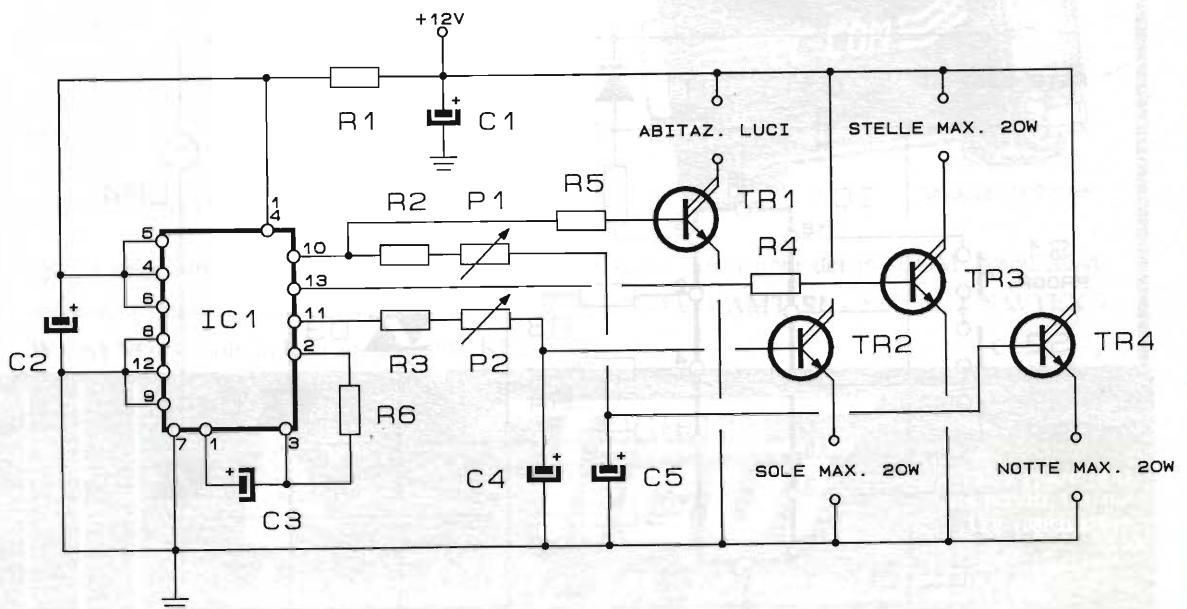 +12V
R1
C1
ABITAZ. LUCI
STELLE MAX. 20W
1
4
R2
P1
R5
TR1
5
10
R4
4
13
TR3
6
IC1
11
8
2
C2
12
R3
P2
TR2
TR4
9
R6
7
1
3
C3
C4
C5
SOLE MAX. 20W
NOTTE MAX. 20W